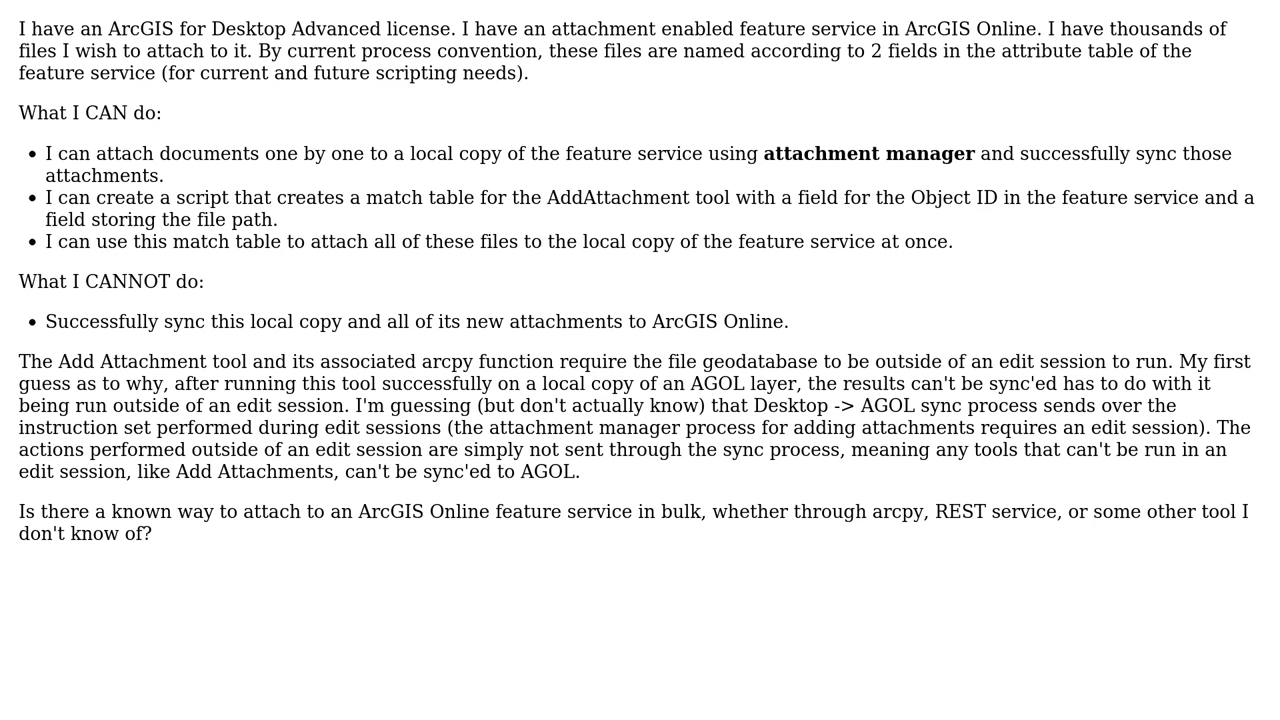 I have an ArcGIS for Desktop Advanced license. I have an attachment enabled feature service in ArcGIS Online. I have thousands of
files I wish to attach to it. By current process convention, these files are named according to 2 fields in the attribute table of the
feature service (for current and future scripting needs).
What I CAN do:
• I can attach documents one by one to a local copy of the feature service using attachment manager and successfully sync those
attachments.
• I can create a script that creates a match table for the AddAttachment tool with a field for the Object ID in the feature service and a
field storing the file path.
• I can use this match table to attach all of these files to the local copy of the feature service at once.
What I CANNOT do:
• Successfully sync this local copy and all of its new attachments to ArcGIS Online.
The Add Attachment tool and its associated arcpy function require the file geodatabase to be outside of an edit session to run. My first
guess as to why, after running this tool successfully on a local copy of an AGOL layer, the results can't be sync'ed has to do with it
being run outside of an edit session. I'm guessing (but don't actually know) that Desktop -> AGOL sync process sends over the
instruction set performed during edit sessions (the attachment manager process for adding attachments requires an edit session). The
actions performed outside of an edit session are simply not sent through the sync process, meaning any tools that can't be run in an
edit session, like Add Attachments, can't be sync'ed to AGOL.
Is there a known way to attach to an ArcGIS Online feature service in bulk, whether through arcpy, REST service, or some other tool I
don't know of?